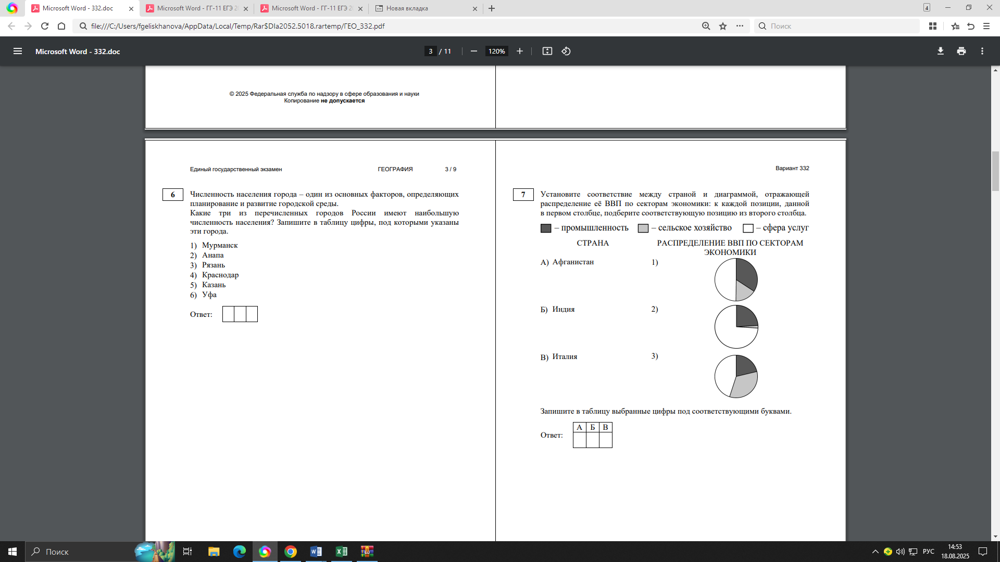 Microsoft Word - 332.doc
Microsoft Word - ГГ-11 ЕГЭ 2
Microsoft Word - ГГ-11 ЕГЭ 2
Новая вкладка
4
file:///C:/Users/fgeliskhanova/AppData/Local/Temp/Rar$DIa2052.5018.rartemp/ГЕО_332.pdf
Поиск
Microsoft Word - 332.doc
3 / 11
120%
© 2025 Федеральная служба по надзору в сфере образования и науки
Копирование не допускается
Единый государственный экзамен ГЕОГРАФИЯ 3 / 9
6
Численность населения города – один из основных факторов, определяющих
планирование и развитие городской среды.
Какие три из перечисленных городов России имеют наибольшую
численность населения? Запишите в таблицу цифры, под которыми указаны
эти города.
1) Мурманск
2) Анапа
3) Рязань
4) Краснодар
5) Казань
6) Уфа
Ответ:
Вариант 332
7
Установите соответствие между страной и диаграммой, отражающей
распределение её ВВП по секторам экономики: к каждой позиции, данной
в первом столбце, подберите соответствующую позицию из второго столбца.
– промышленность – сельское хозяйство – сфера услуг
СТРАНА РАСПРЕДЕЛЕНИЕ ВВП ПО СЕКТОРАМ
ЭКОНОМИКИ
А) Афганистан 1)
Б) Индия 2)
В) Италия 3)
Запишите в таблицу выбранные цифры под соответствующими буквами.
А Б В
Ответ:
Поиск
РУС
14:53
18.08.2025